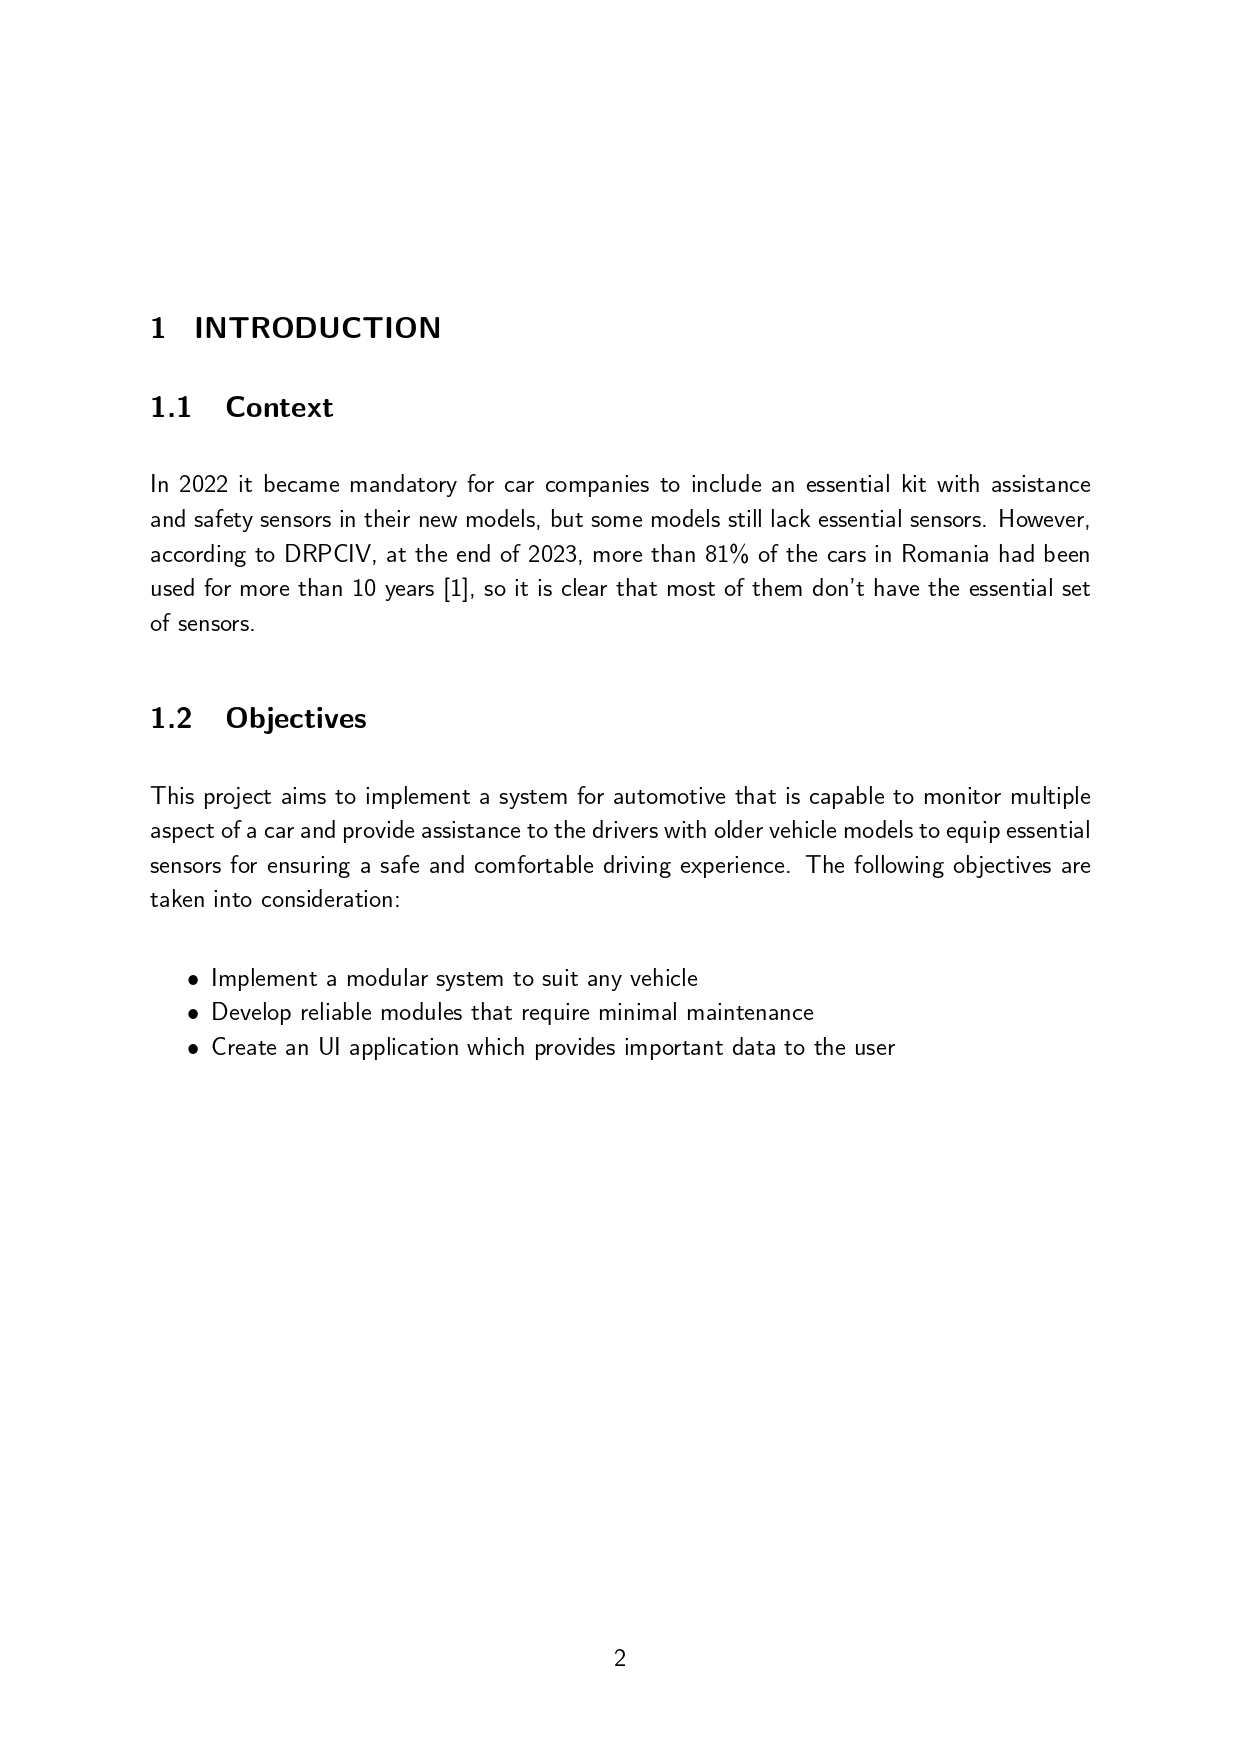 1 INTRODUCTION
1.1 Context
In 2022 it became mandatory for car companies to include an essential kit with assistance
and safety sensors in their new models, but some models still lack essential sensors. However,
according to DRPCIV, at the end of 2023, more than 81% of the cars in Romania had been
used for more than 10 years [1], so it is clear that most of them don't have the essential set
of sensors.
1.2 Objectives
This project aims to implement a system for automotive that is capable to monitor multiple
aspect of a car and provide assistance to the drivers with older vehicle models to equip essential
sensors for ensuring a safe and comfortable driving experience. The following objectives are
taken into consideration:
• Implement a modular system to suit any vehicle
• Develop reliable modules that require minimal maintenance
• Create an UI application which provides important data to the user
2